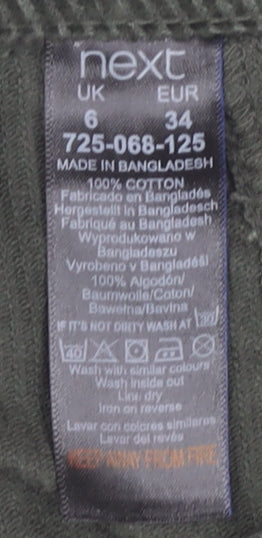 next
UK EUR
6 34
725-068-125
MADE IN BANGLADESH
100% COTTON
Fabricado en Bangladés
Hergestellt in Bangladesch
Fabriqué au Bangladesh
Wyprodukowano w
Bangladeszu
Vyrobeno v Bangladéši
100% Algodón/
Baumwolle/Coton/
Bawełna/Bavlna
IF IT'S NOT DIRTY WASH AT 30
40
Wash with similar colours
Wash inside out
Line dry
Iron on reverse
Lavar con colores similares
Lavar del revés
KEEP AWAY FROM FIRE